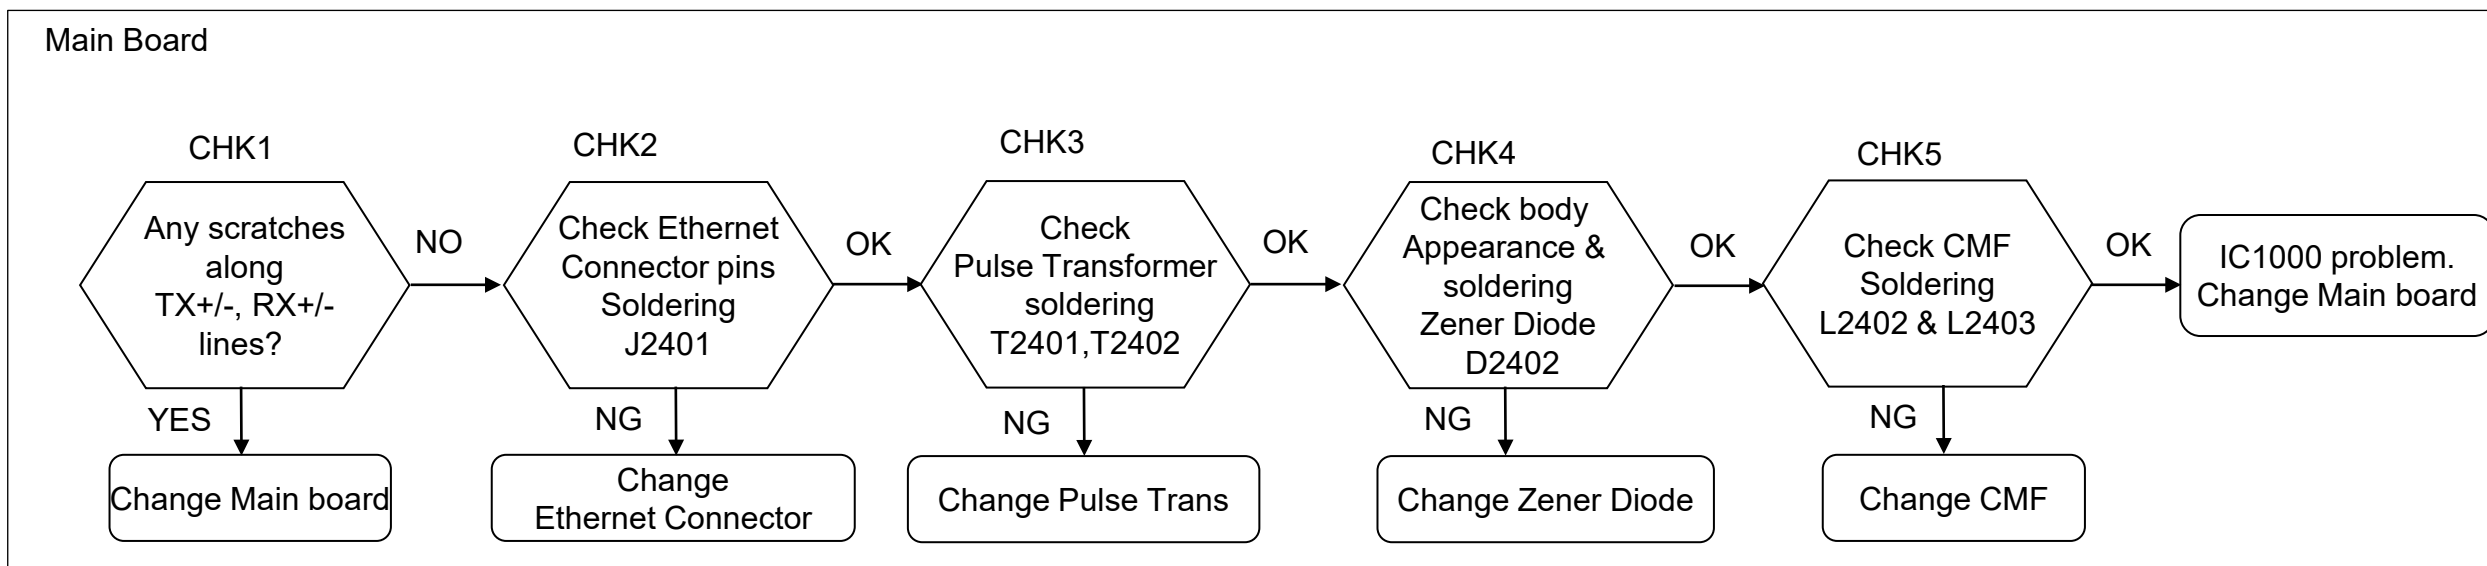 Main Board
CHK1
Any scratches
along
TX+/-, RX+/-
lines?
NO
YES
Change Main board
CHK2
Check Ethernet
Connector pins
Soldering
J2401
OK
NG
Change
Ethernet Connector
CHK3
Check
Pulse Transformer
soldering
T2401,T2402
OK
NG
Change Pulse Trans
CHK4
Check body
Appearance &
soldering
Zener Diode
D2402
OK
NG
Change Zener Diode
CHK5
Check CMF
Soldering
L2402 & L2403
OK
NG
Change CMF
IC1000 problem.
Change Main board